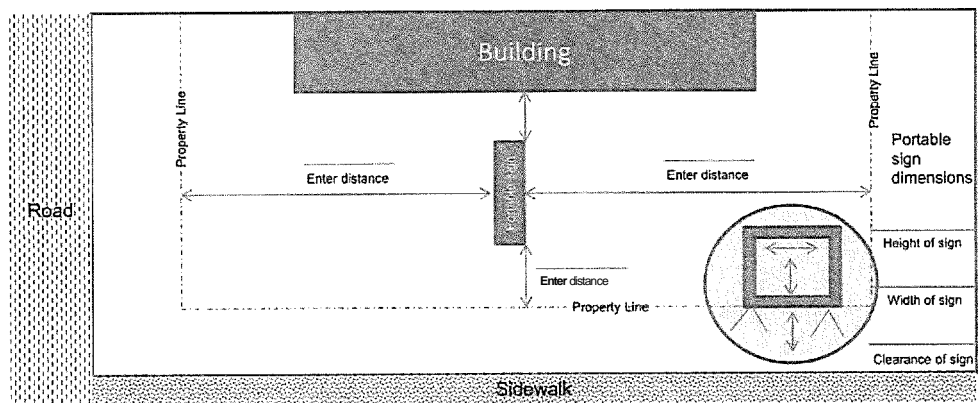 Building
Property Line
Property Line
Portable
sign
dimensions
Enter distance
Enter distance
Road
Height of sign
Enter distance
Property Line
Width of sign
Clearance of sign
Sidewalk